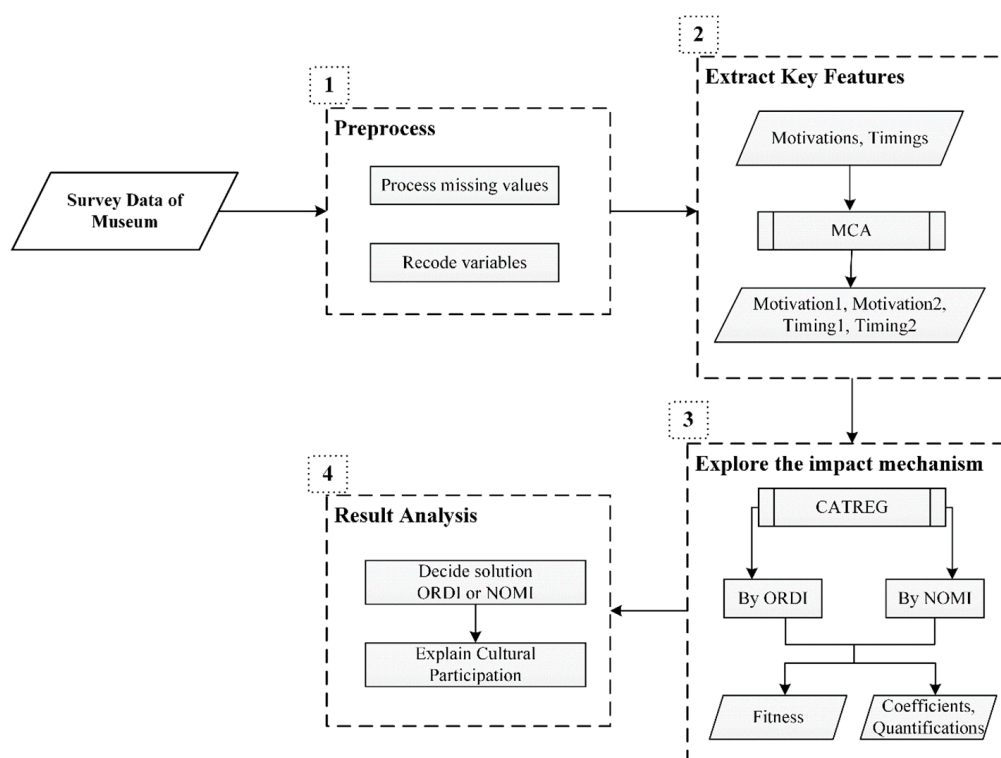 Survey Data of
Museum
1
Preprocess
Process missing values
Recode variables
2
Extract Key Features
Motivations, Timings
MCA
Motivation1, Motivation2,
Timing1, Timing2
3
Explore the impact mechanism
CATREG
By ORDI
By NOMI
Fitness
Coefficients,
Quantifications
4
Result Analysis
Decide solution
ORDI or NOMI
Explain Cultural
Participation